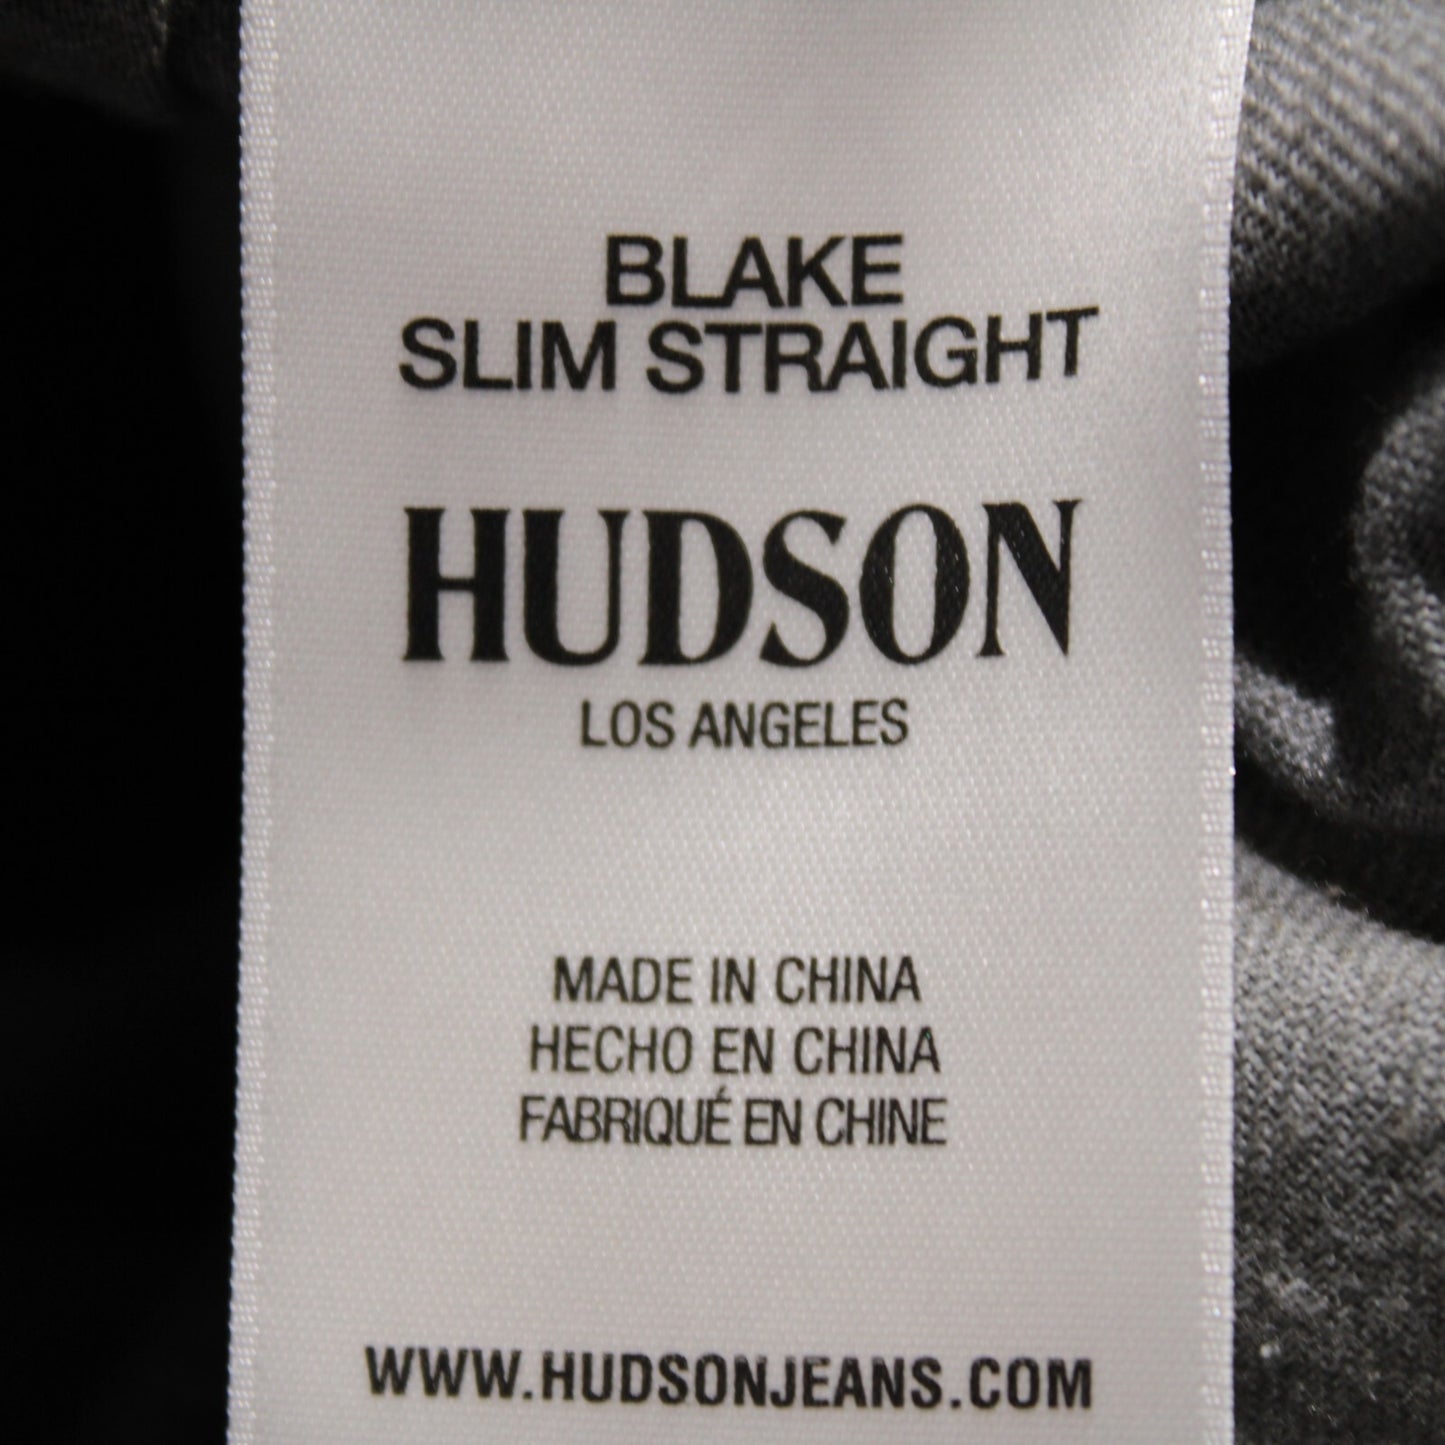 BLAKE
SLIM STRAIGHT
HUDSON
LOS ANGELES
MADE IN CHINA
HECHO EN CHINA
FABRIQUÉ EN CHINE
WWW.HUDSONJEANS.COM